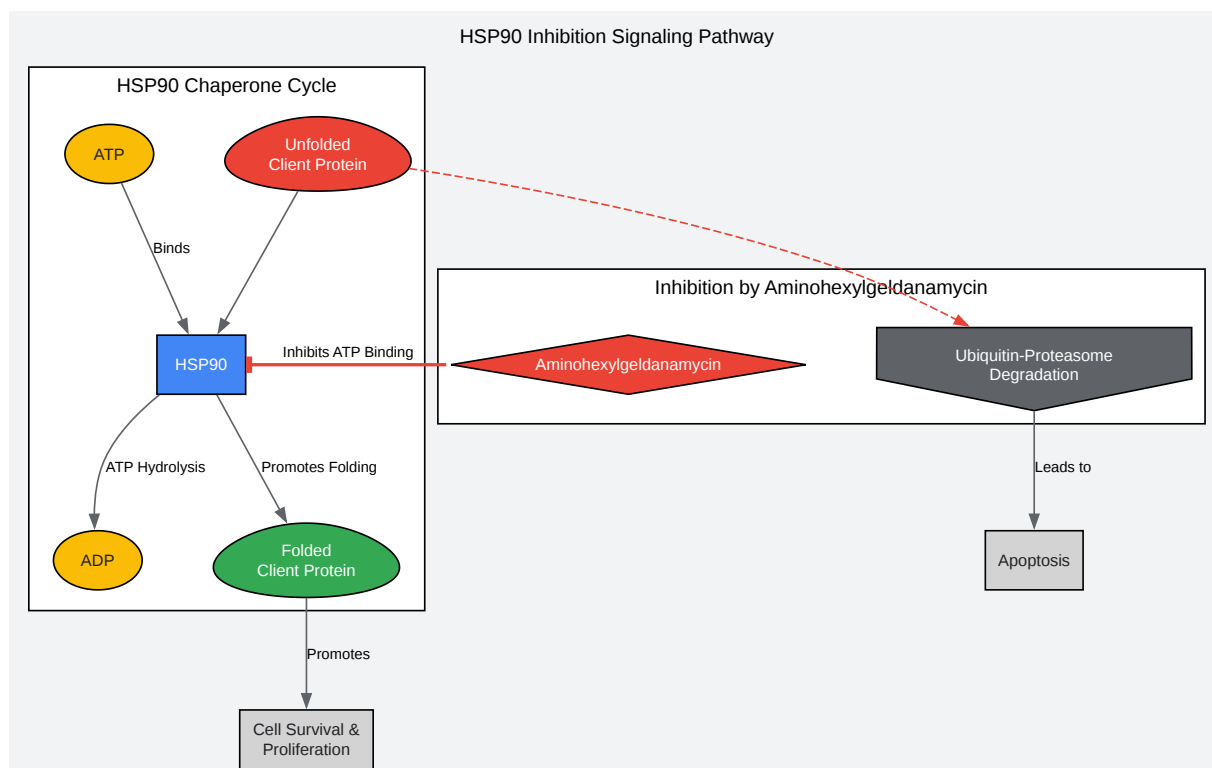 HSP90 Inhibition Signaling Pathway
HSP90 Chaperone Cycle
ATP
Unfolded
Client Protein
Binds
Inhibition by Aminohexylgeldanamycin
HSP90
Inhibits ATP Binding
Aminohexylgeldanamycin
Ubiquitin-Proteasome
Degradation
ATP Hydrolysis
Promotes Folding
Leads to
ADP
Folded
Client Protein
Apoptosis
Promotes
Cell Survival &
Proliferation